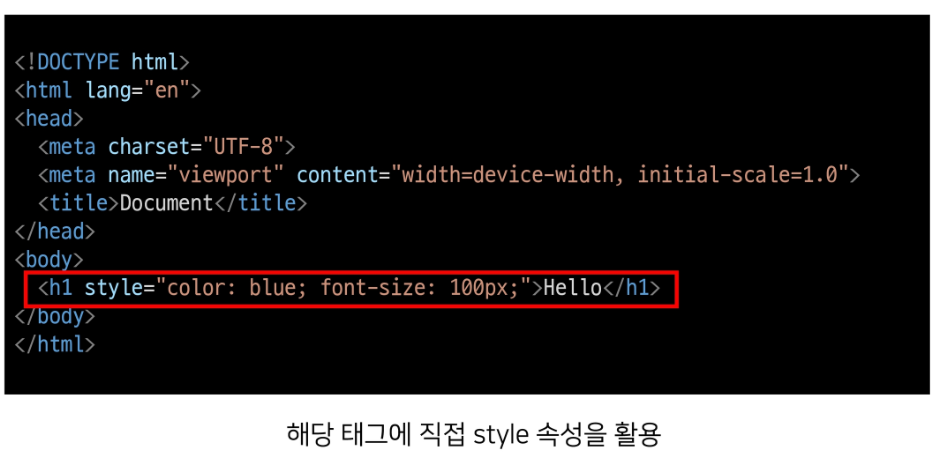 <!DOCTYPE html>
<html lang="en">
<head>
  <meta charset="UTF-8">
  <meta name="viewport" content="width=device-width, initial-scale=1.0">
  <title>Document</title>
</head>
<body>
  <h1 style="color: blue; font-size: 100px;">Hello</h1>
</body>
</html>
해당 태그에 직접 style 속성을 활용